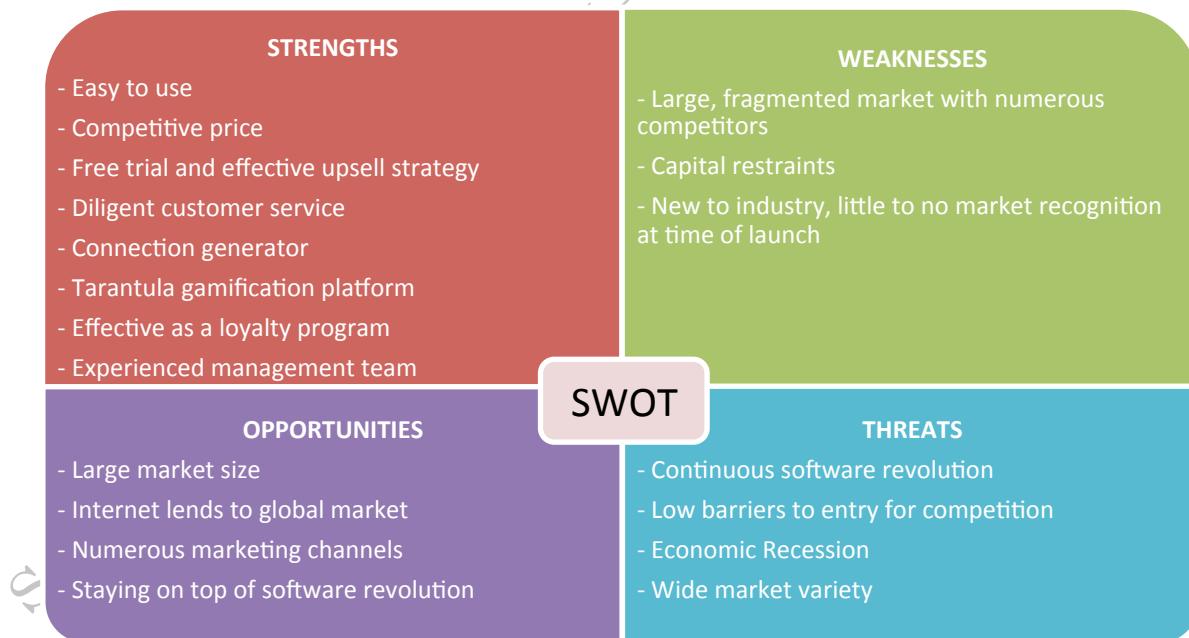 STRENGTHS
- Easy to use
- Competitive price
- Free trial and effective upsell strategy
- Diligent customer service
- Connection generator
- Tarantula gamification platform
- Effective as a loyalty program
- Experienced management team
WEAKNESSES
- Large, fragmented market with numerous
competitors
- Capital restraints
- New to industry, little to no market recognition
at time of launch
SWOT
OPPORTUNITIES
- Large market size
- Internet lends to global market
- Numerous marketing channels
- Staying on top of software revolution
THREATS
- Continuous software revolution
- Low barriers to entry for competition
- Economic Recession
- Wide market variety